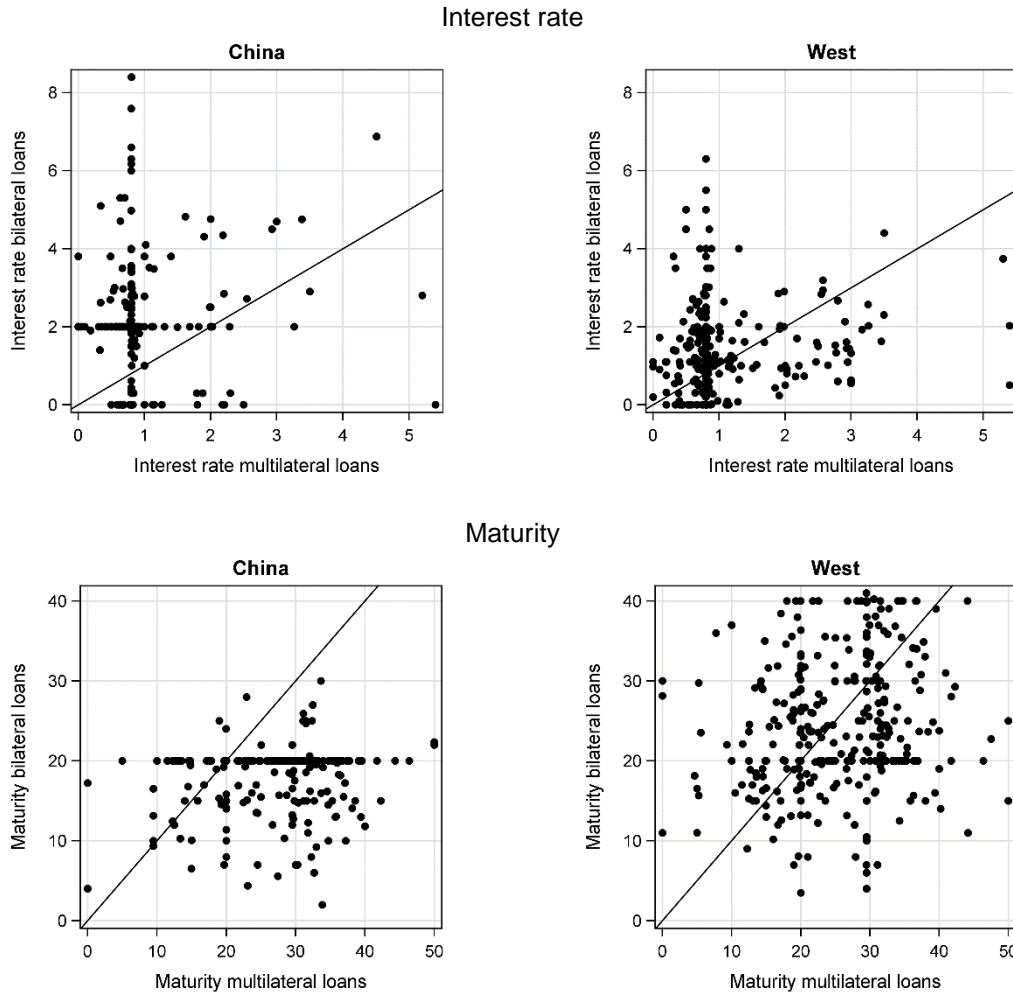 Interest rate
China
West
Interest rate bilateral loans
8
6
4
2
0
0 1 2 3 4 5
Interest rate multilateral loans
Interest rate bilateral loans
8
6
4
2
0
0 1 2 3 4 5
Interest rate multilateral loans
Maturity
China
West
Maturity bilateral loans
40
30
20
10
0
0 10 20 30 40 50
Maturity multilateral loans
Maturity bilateral loans
40
30
20
10
0
0 10 20 30 40 50
Maturity multilateral loans